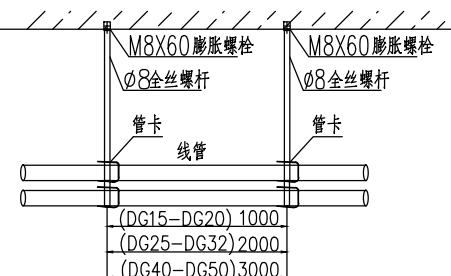 M8X60膨胀螺栓 M8X60膨胀螺栓
Ø8全丝螺杆 Ø8全丝螺杆
管卡 线管 管卡
(DG15-DG20) 1000
(DG25-DG32) 2000
(DG40-DG50) 3000